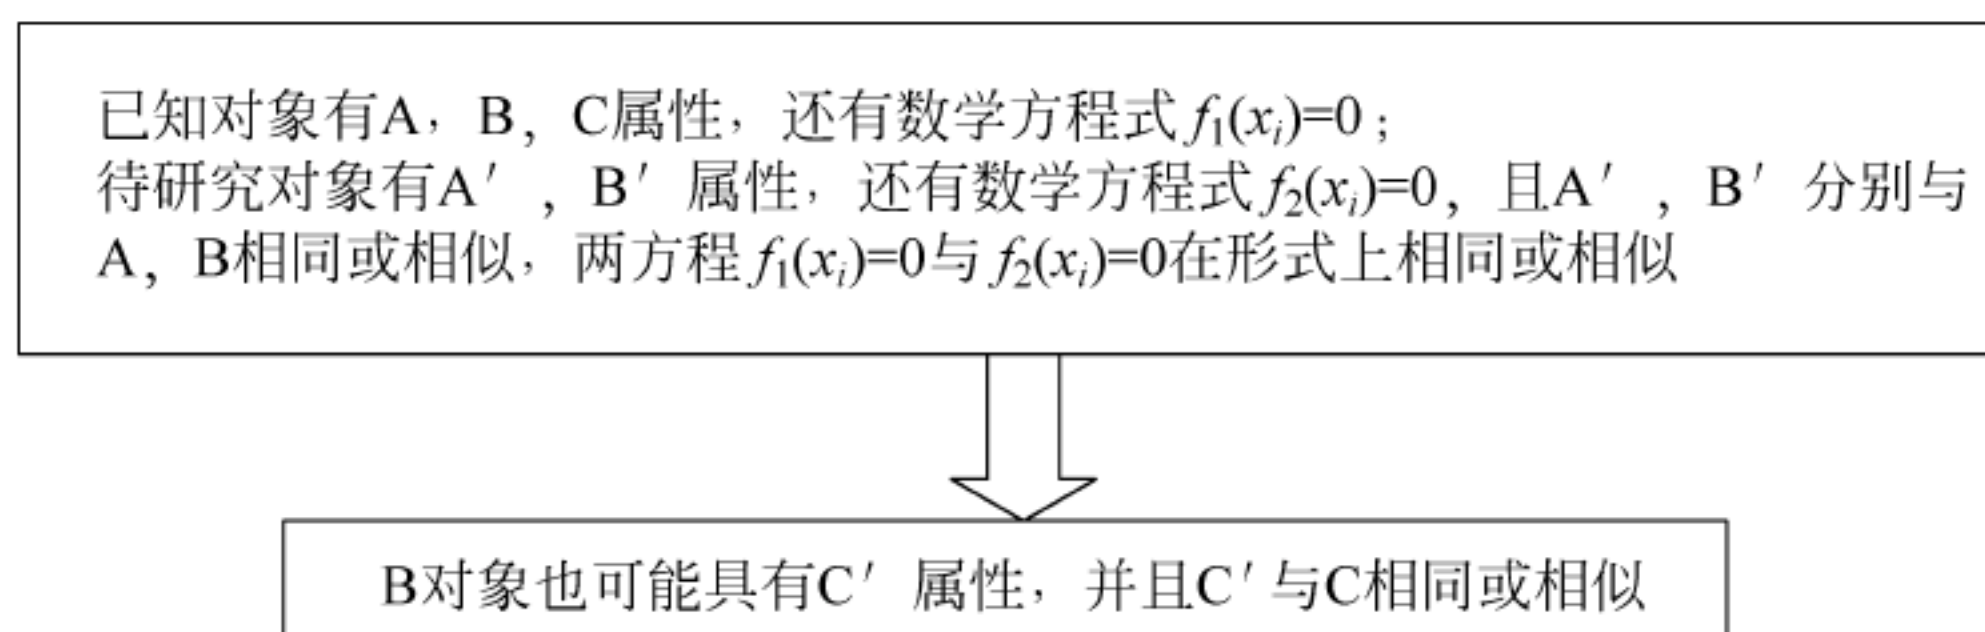 已知对象有A，B，C属性，还有数学方程式f₁(xᵢ)=0；
待研究对象有A′，B′属性，还有数学方程式f₂(xᵢ)=0，且A′，B′分别与
A，B相同或相似，两方程f₁(xᵢ)=0与f₂(xᵢ)=0在形式上相同或相似
B对象也可能具有C′属性，并且C′与C相同或相似